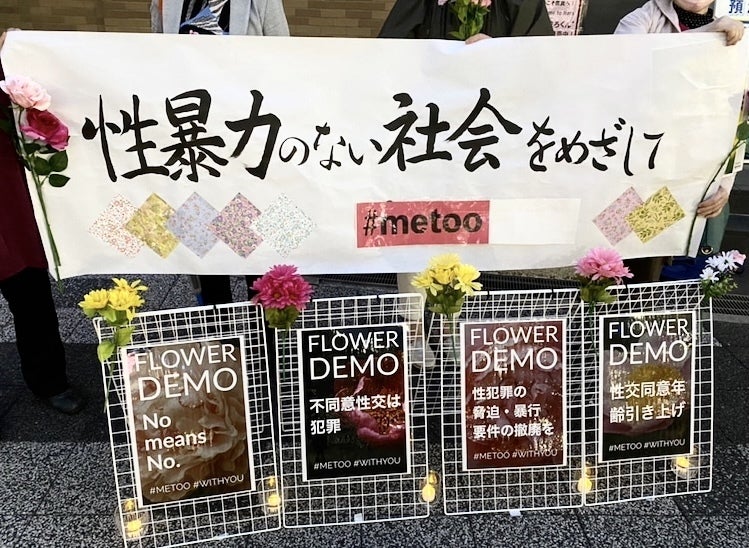 性暴力のない社会をめざして
#metoo
FLOWER
DEMO
No
means
No.
#METOO #WITHYOU
FLOWER
DEMO
不同意性交は
犯罪
#METOO #WITHYOU
FLOWER
DEMO
性犯罪の
脅迫・暴行
要件の撤廃を
#METOO #WITHYOU
FLOWER
DEMO
性交同意年
齢引き上げ
#METOO #WITHYOU